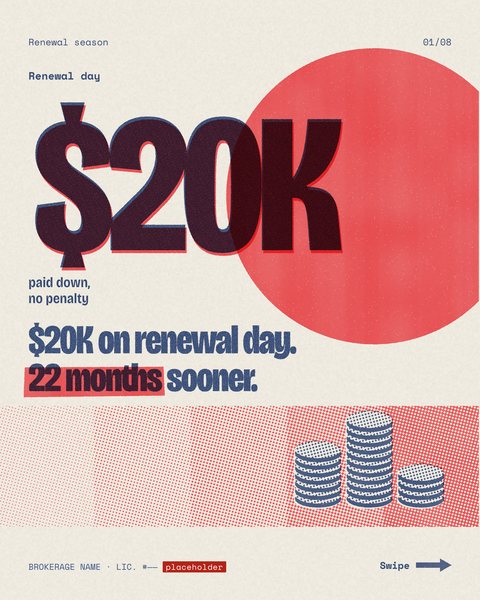 Renewal season
01/08
Renewal day
$20K
paid down,
no penalty
$20K on renewal day.
22 months sooner.
BROKERAGE NAME · LIC. #—— placeholder
Swipe